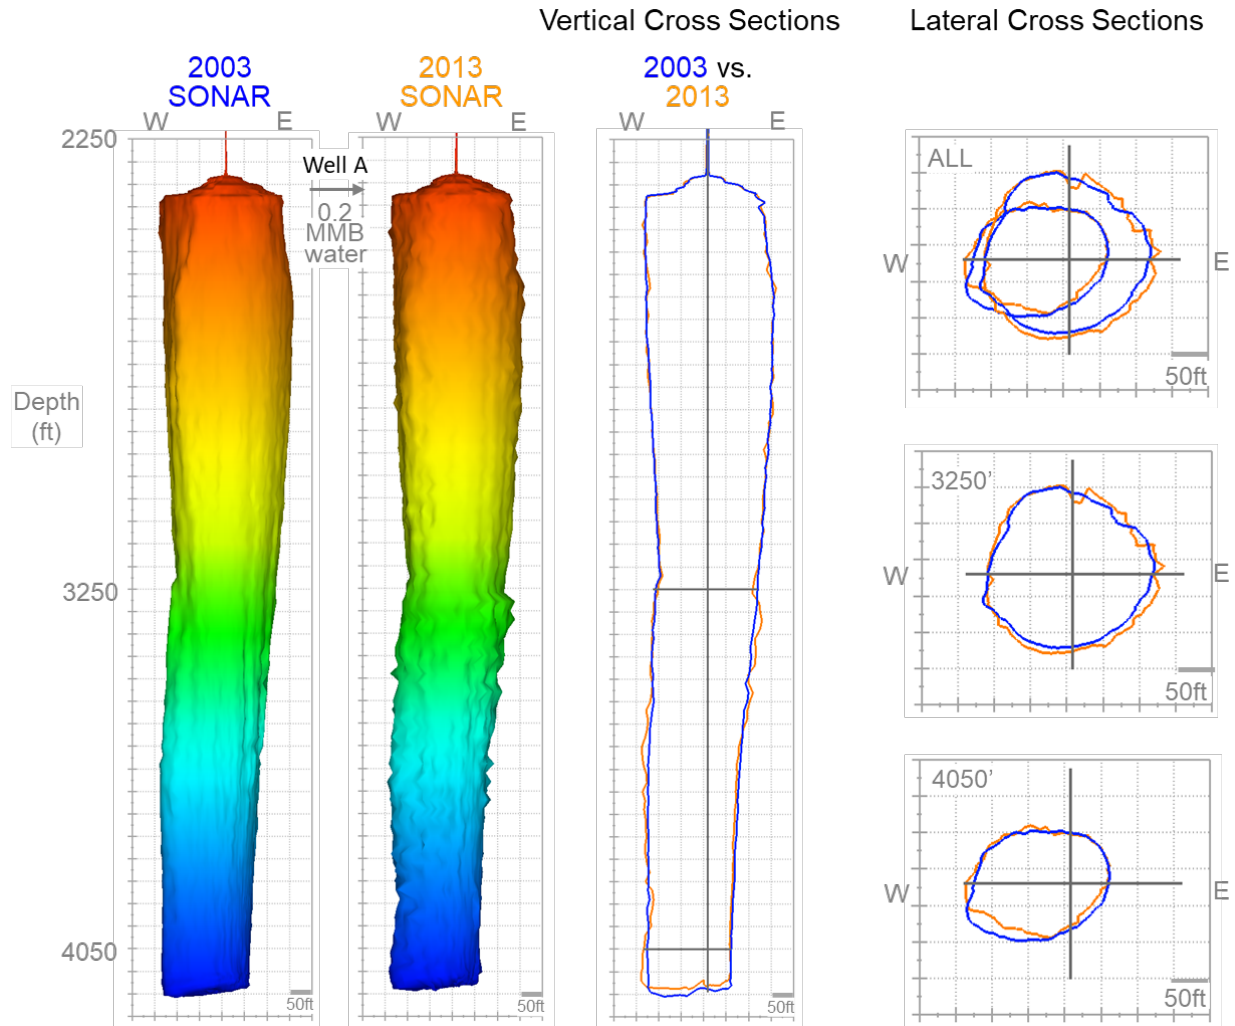 Vertical Cross Sections
Lateral Cross Sections
2003
SONAR
2013
SONAR
2003 vs.
2013
W
E
W
E
W
E
2250
3250
4050
Depth
(ft)
Well A
0.2
MMB
water
50ft
50ft
50ft
ALL
W
E
50ft
3250'
W
E
50ft
4050'
W
E
50ft